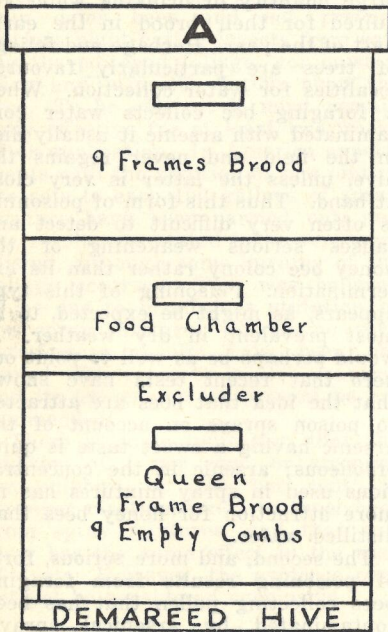 A
9 Frames Brood
Food Chamber
Excluder
Queen
1 Frame Brood
9 Empty Combs
DEMAREED HIVE